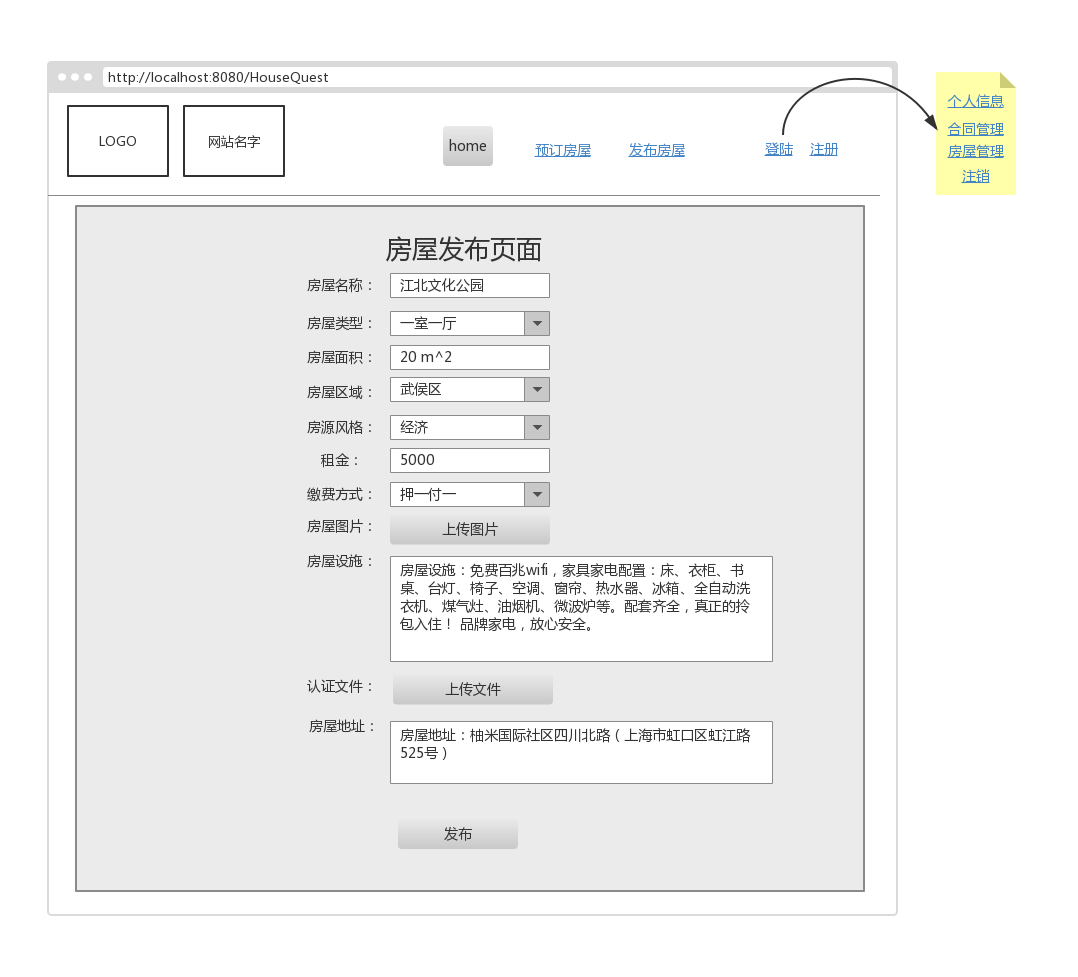 http://localhost:8080/HouseQuest
LOGO
网站名字
home
预订房屋
发布房屋
登陆
注册
个人信息
合同管理
房屋管理
注销
房屋发布页面
房屋名称：
江北文化公园
房屋类型：
一室一厅
房屋面积：
20 m^2
房屋区域：
武侯区
房源风格：
经济
租金：
5000
缴费方式：
押一付一
房屋图片：
上传图片
房屋设施：
房屋设施：免费百兆wifi，家具家电配置：床、衣柜、书
桌、台灯、椅子、空调、窗帘、热水器、冰箱、全自动洗
衣机、煤气灶、油烟机、微波炉等。配套齐全，真正的拎
包入住！ 品牌家电，放心安全。
认证文件：
上传文件
房屋地址：
房屋地址：柚米国际社区四川北路（上海市虹口区虹江路
525号）
发布